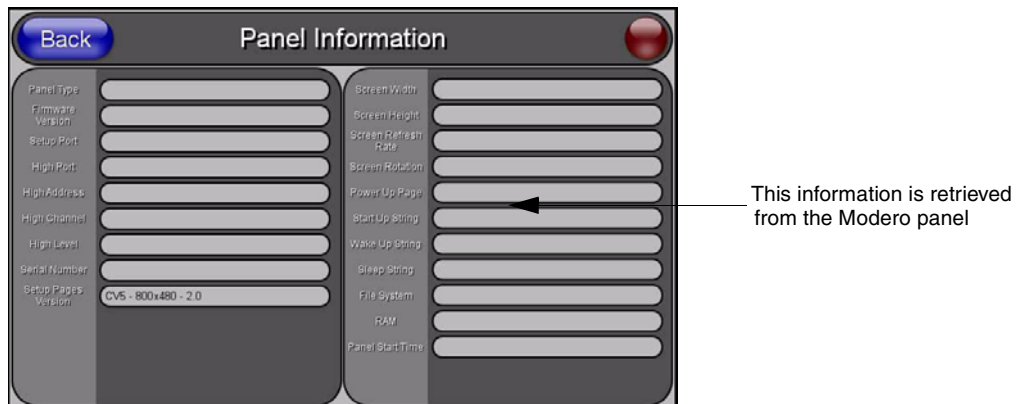 Back
Panel Information
Panel Type
Firmware
Version
Setup Port
High Port
High Address
High Channel
High Level
Serial Number
Setup Pages
Version
CV5 - 800x480 - 2.0
Screen Width
Screen Height
Screen Refresh
Rate
Screen Rotation
Power Up Page
Start Up String
Wake Up String
Sleep String
File System
RAM
Panel Start Time
This information is retrieved
from the Modero panel